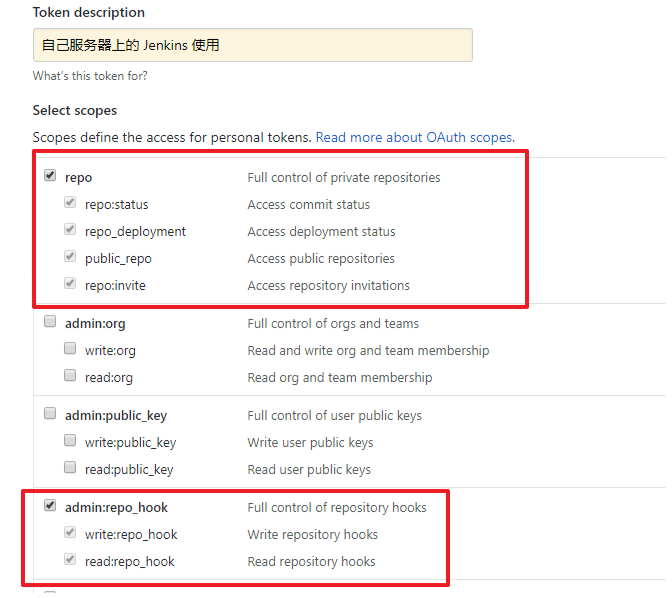 Token description
自己服务器上的 Jenkins 使用
What's this token for?
Select scopes
Scopes define the access for personal tokens. Read more about OAuth scopes.
repo Full control of private repositories
repo:status Access commit status
repo_deployment Access deployment status
public_repo Access public repositories
repo:invite Access repository invitations
admin:org Full control of orgs and teams
write:org Read and write org and team membership
read:org Read org and team membership
admin:public_key Full control of user public keys
write:public_key Write user public keys
read:public_key Read user public keys
admin:repo_hook Full control of repository hooks
write:repo_hook Write repository hooks
read:repo_hook Read repository hooks